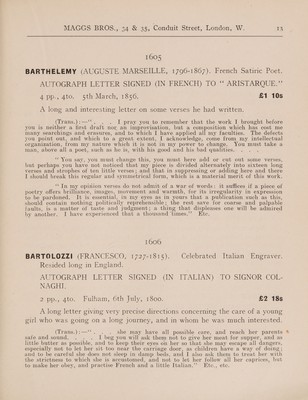 MAGGS BROS., 34 & 35, Conduit Street, London, W. 11
1605
BARTHELEMY (AUGUSTE MARSEILLE, 1796-1867). French Satiric Poet.
AUTOGRAPH LETTER SIGNED (IN FRENCH) TO " ARISTARQUE."
4 pp., 4to. 5th March, 1836. £1 10s
A long and interesting letter on some verses he had written.
(Trans.):—" . . . I pray you to remember that the work I brought before
you is neither a first draft nor an improvisation, but a composition which has cost me
many searchings and erasures, and to which I have applied all my faculties. The defects
you point out, and which to a great extent, I acknowledge, come from my intellectual
organization, from my nature which it is not in my power to change. You must take a
man, above all a poet, such as he is, with his good and his bad qualities. . . .
" You say, you must change this, you must here add or cut out some verses,
but perhaps you have not noticed that my piece is divided alternately into sixteen long
verses and strophes of ten little verses; and that in suppressing or adding here and there
I should break this regular and symmetrical form, which is a material merit of this work.
" In my opinion verses do not admit of a war of words: it suffices if a piece of
poetry offers brilliance, images, movement and warmth, for its irregularity in expression
to be pardoned. It is essential, in my eyes as in yours that a publication such as this,
should contain nothing politically reproachable; the rest save for coarse and palpable
faults, is a matter of taste and judgment; a thing that displeases one will be admired
by another. I have experienced that a thousand times." Etc.
1606
BARTOLOZZI (FRANCESCO, 1727-1815). Celebrated Italian Engraver.
Resided long in England.
AUTOGRAPH LETTER SIGNED (IN ITALIAN) TO SIGNOR COL-
NAGHI.
2 pp., 4to. Fulham, 6th July, 1800. £2 18s
A long letter giving very precise directions concerning the care of a young
girl who was going on a long journey, and in whom he was much interested.
(Trans.):—" . . . she may have all possible care, and reach her parents
safe and sound. . . . I beg you will ask them not to give her meat for supper, and as
little butter as possible, and to keep their eyes on her so that she may escape all dangers,
especially not to let her sit too near the carriage door, as children have a way of doing;
and to be careful she does not sleep in damp beds, and I also ask them to treat her with
the strictness to which she is accustomed, and not to let her follow all her caprices, but
to make her obey, and practise French and a little Italian." Etc., etc.